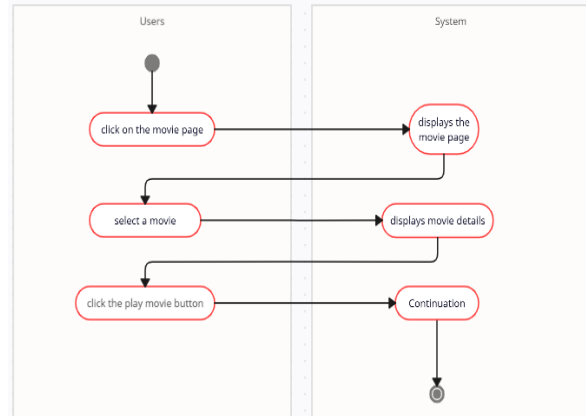 Users
System
click on the movie page
displays the
movie page
select a movie
displays movie details
click the play movie button
Continuation